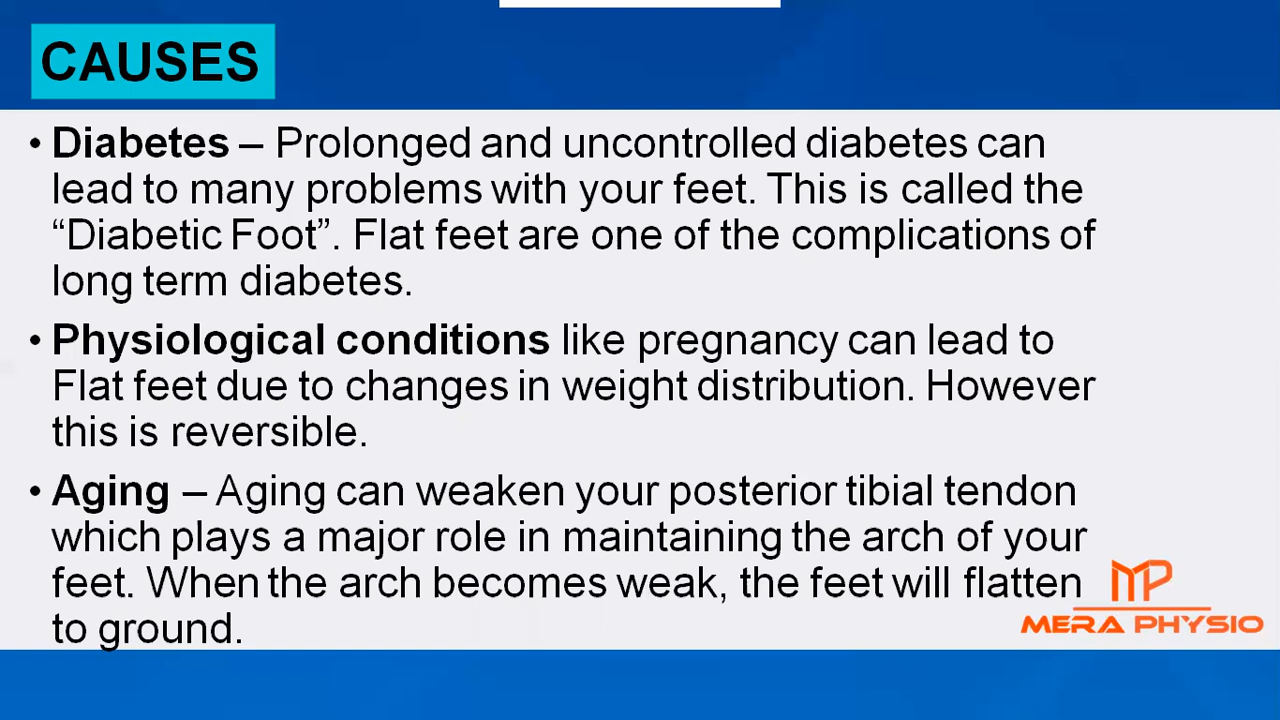 CAUSES
• Diabetes – Prolonged and uncontrolled diabetes can
lead to many problems with your feet. This is called the
“Diabetic Foot”. Flat feet are one of the complications of
long term diabetes.
• Physiological conditions like pregnancy can lead to
Flat feet due to changes in weight distribution. However
this is reversible.
• Aging – Aging can weaken your posterior tibial tendon
which plays a major role in maintaining the arch of your
feet. When the arch becomes weak, the feet will flatten
to ground.
MP
MERA PHYSIO